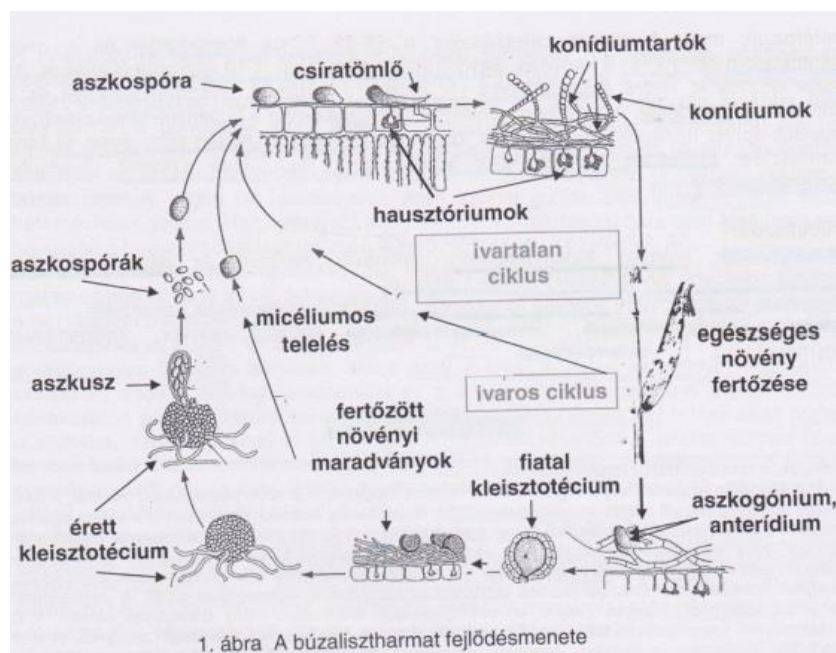 konídiumtartók
csíratömlő
aszkospóra
konídiumok
hausztóriumok
ivartalan
ciklus
aszkospórák
micéliumos
telelés
egészséges
növény
fertőzése
aszkusz
ivaros ciklus
fertőzött
növényi
maradványok
fiatal
kleisztotécium
aszkogónium,
anterídium
érett
kleisztotécium
1. ábra A búzalisztharmat fejlődésmenete